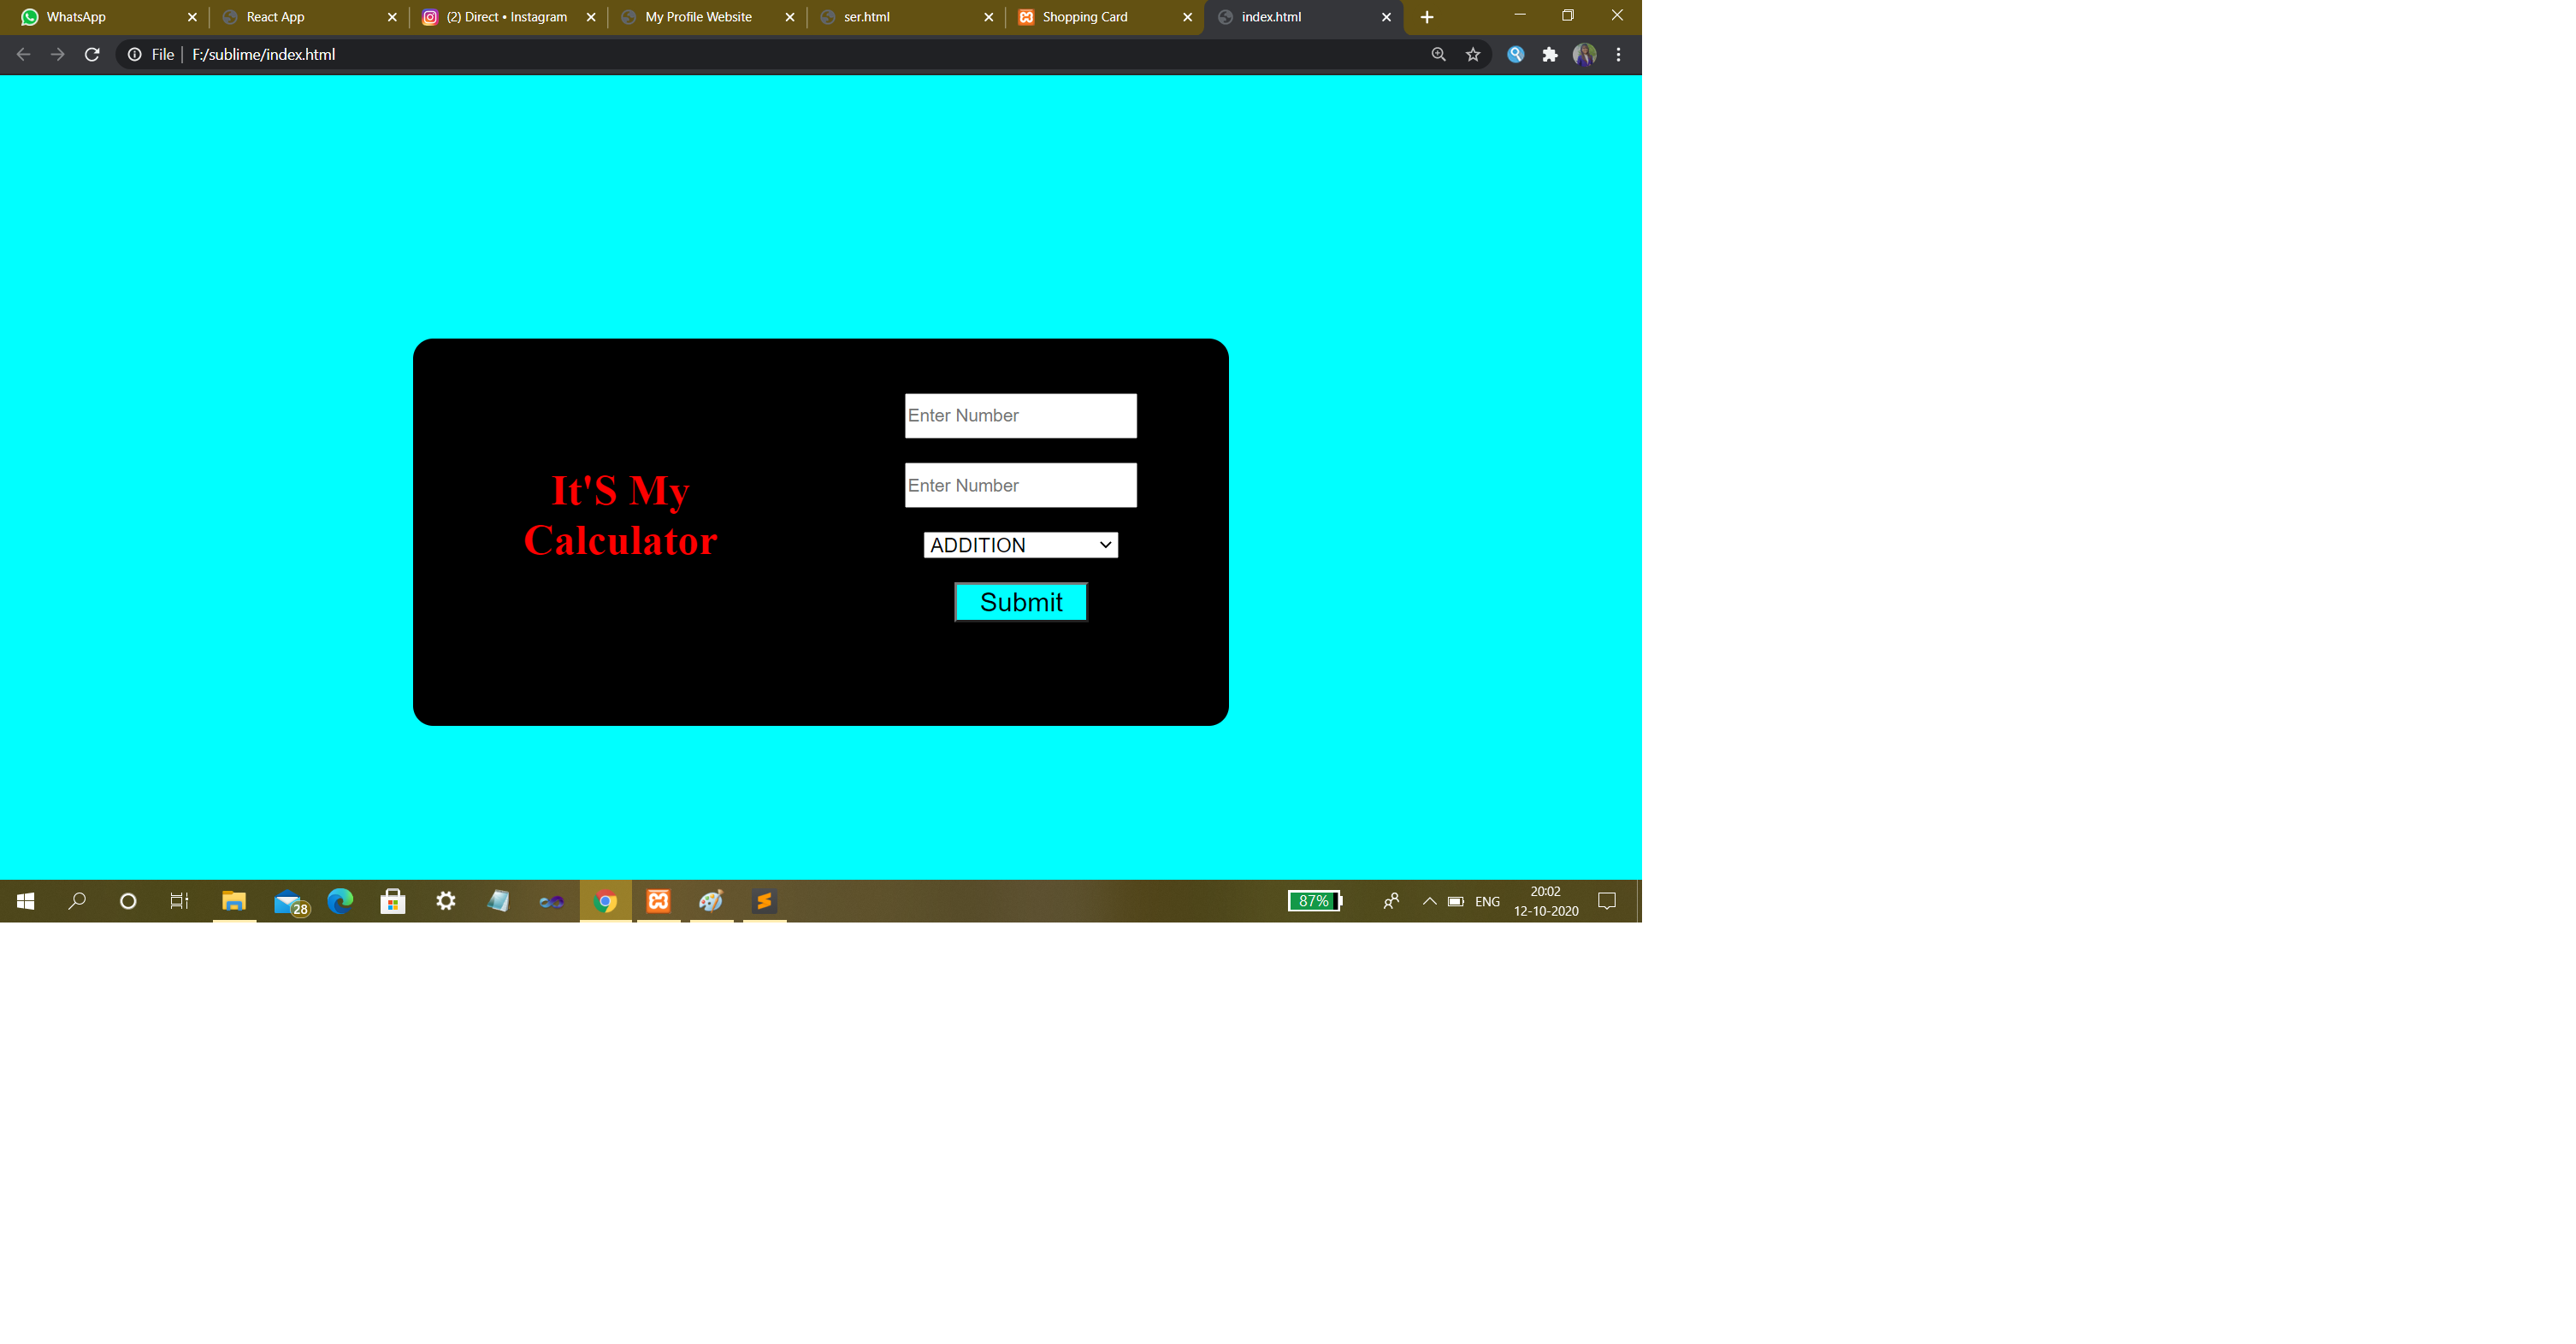 WhatsApp
React App
(2) Direct • Instagram
My Profile Website
ser.html
Shopping Card
index.html
File
F:/sublime/index.html
Enter Number
Enter Number
It'S My
Calculator
ADDITION
Submit
28
87%
ENG
20:02
12-10-2020